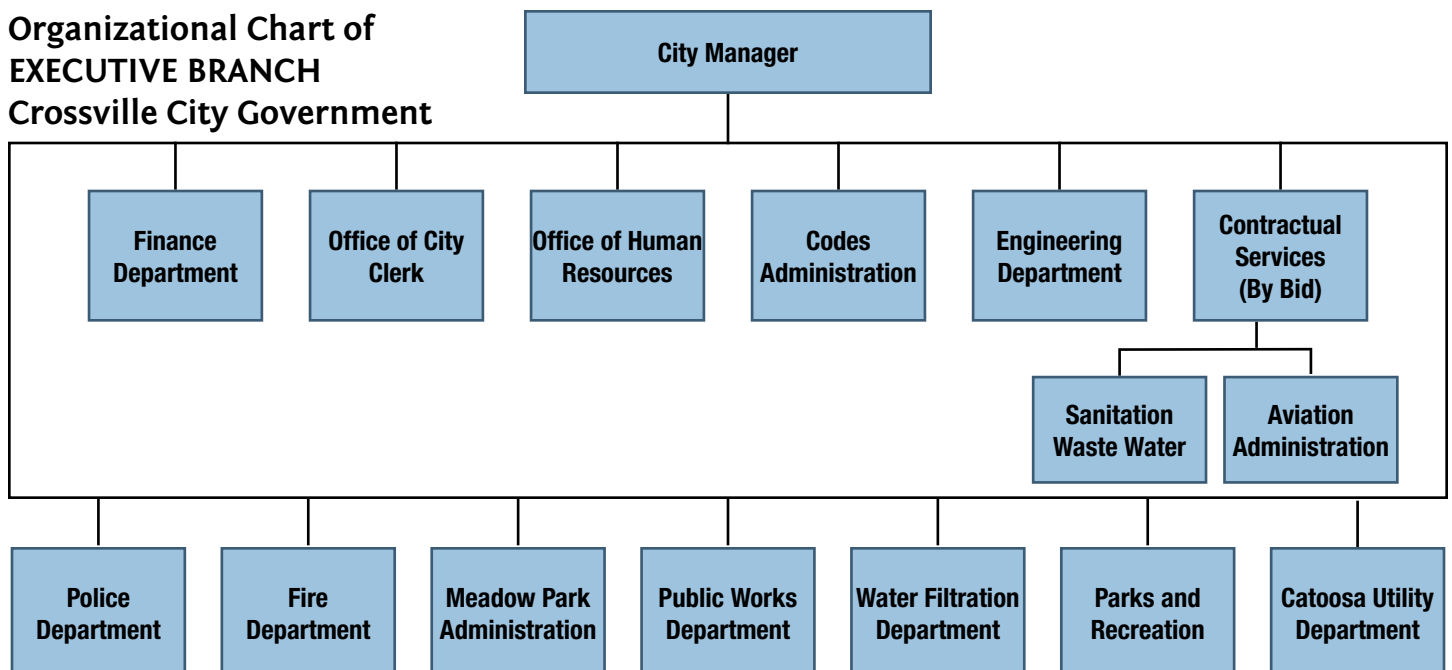 Organizational Chart of
EXECUTIVE BRANCH
Crossville City Government
City Manager
Finance
Department
Office of City
Clerk
Office of Human
Resources
Codes
Administration
Engineering
Department
Contractual
Services
(By Bid)
Sanitation
Waste Water
Aviation
Administration
Police
Department
Fire
Department
Meadow Park
Administration
Public Works
Department
Water Filtration
Department
Parks and
Recreation
Catoosa Utility
Department